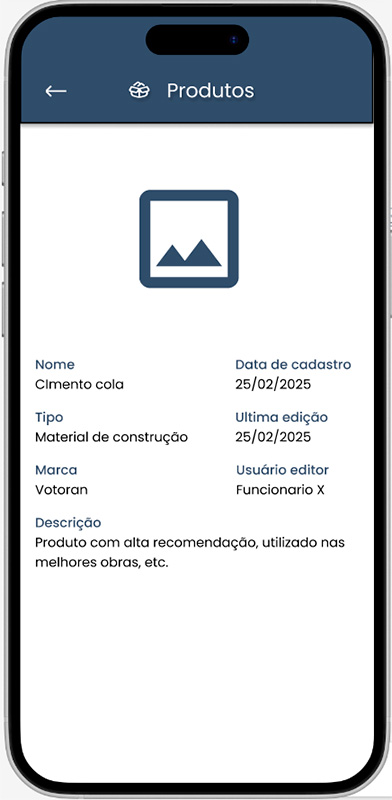 Produtos
Nome
CImento cola
Data de cadastro
25/02/2025
Tipo
Material de construção
Ultima edição
25/02/2025
Marca
Votoran
Usuário editor
Funcionario X
Descrição
Produto com alta recomendação, utilizado nas
melhores obras, etc.